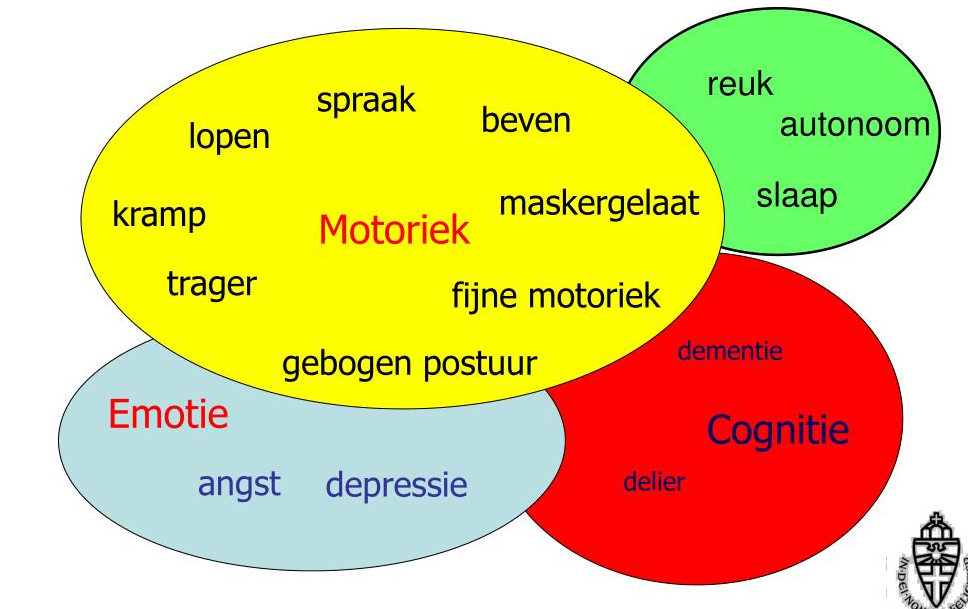 spraak
beven
lopen
kramp
Motoriek
maskergelaat
trager
fijne motoriek
gebogen postuur
reuk
autonoom
slaap
Emotie
angst depressie
dementie
Cognitie
delier